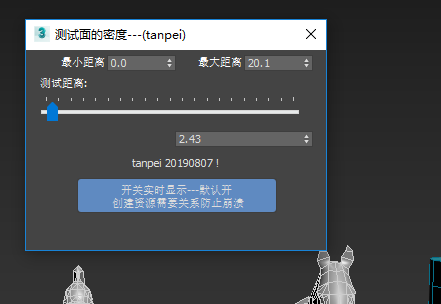 3 测试面的密度---(tanpei)
最小距离 0.0 最大距离 20.1
测试距离:
2.43
tanpei 20190807 !
开关实时显示---默认开
创建资源需要关系防止崩溃